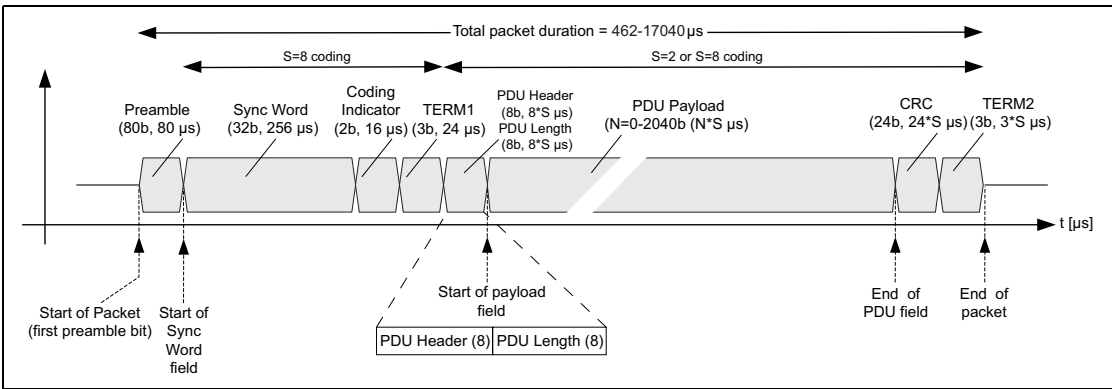 Total packet duration = 462-17040 µs
S=8 coding
S=2 or S=8 coding
Preamble
(80b, 80 µs)
Sync Word
(32b, 256 µs)
Coding
Indicator
(2b, 16 µs)
TERM1
(3b, 24 µs)
PDU Header
(8b, 8*S µs)
PDU Length
(8b, 8*S µs)
PDU Payload
(N=0-2040b (N*S µs)
CRC
(24b, 24*S µs)
TERM2
(3b, 3*S µs)
t [µs]
Start of Packet
(first preamble bit)
Start of
Sync
Word
field
Start of payload
field
End of
PDU field
End of
packet
PDU Header (8) PDU Length (8)